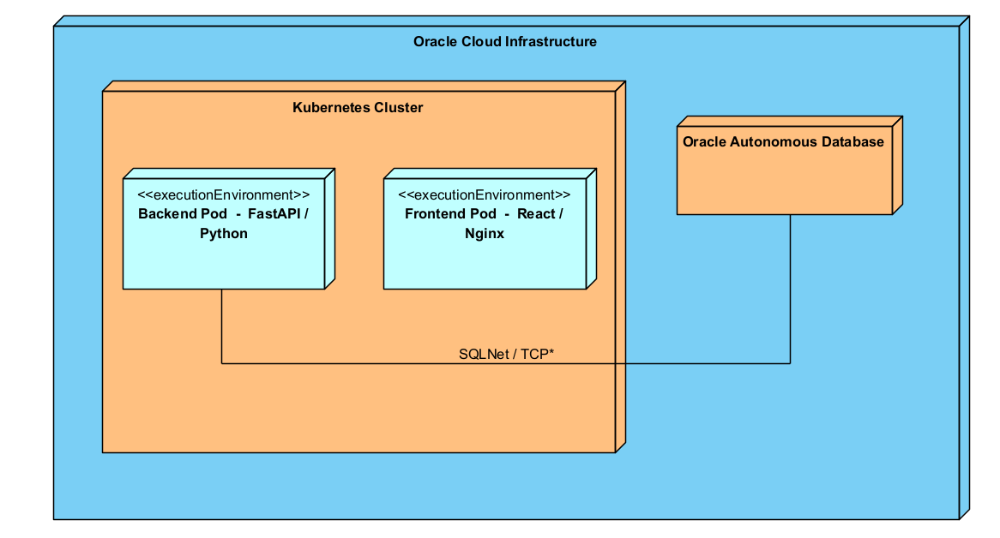 Oracle Cloud Infrastructure
Kubernetes Cluster
Oracle Autonomous Database
<<executionEnvironment>>
Backend Pod - FastAPI /
Python
<<executionEnvironment>>
Frontend Pod - React /
Nginx
SQLNet / TCP*